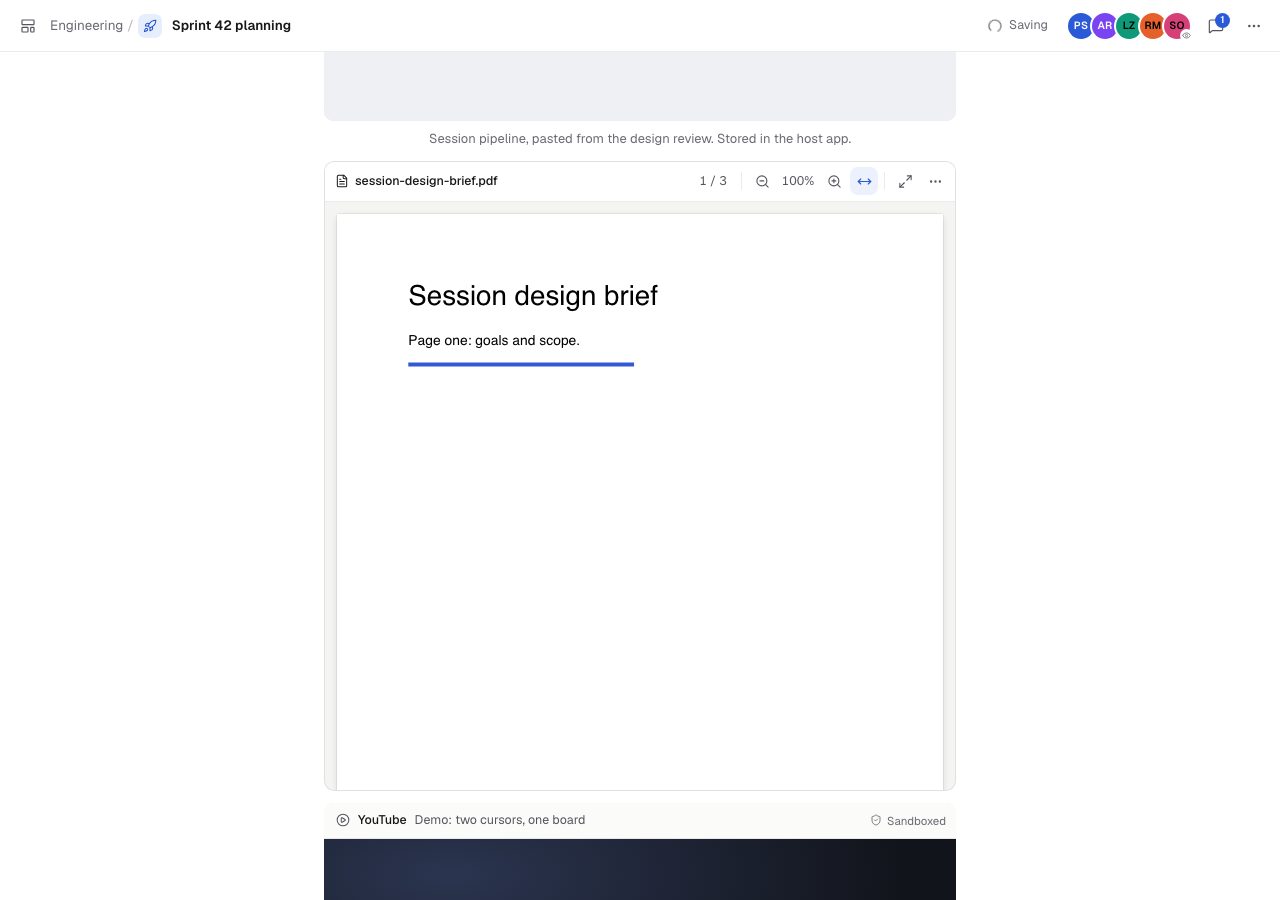 Engineering / Sprint 42 planning
Saving
PS AR LZ RM SO
1
Session pipeline, pasted from the design review. Stored in the host app.
session-design-brief.pdf
1 / 3
100%
Session design brief
Page one: goals and scope.
YouTube Demo: two cursors, one board
Sandboxed